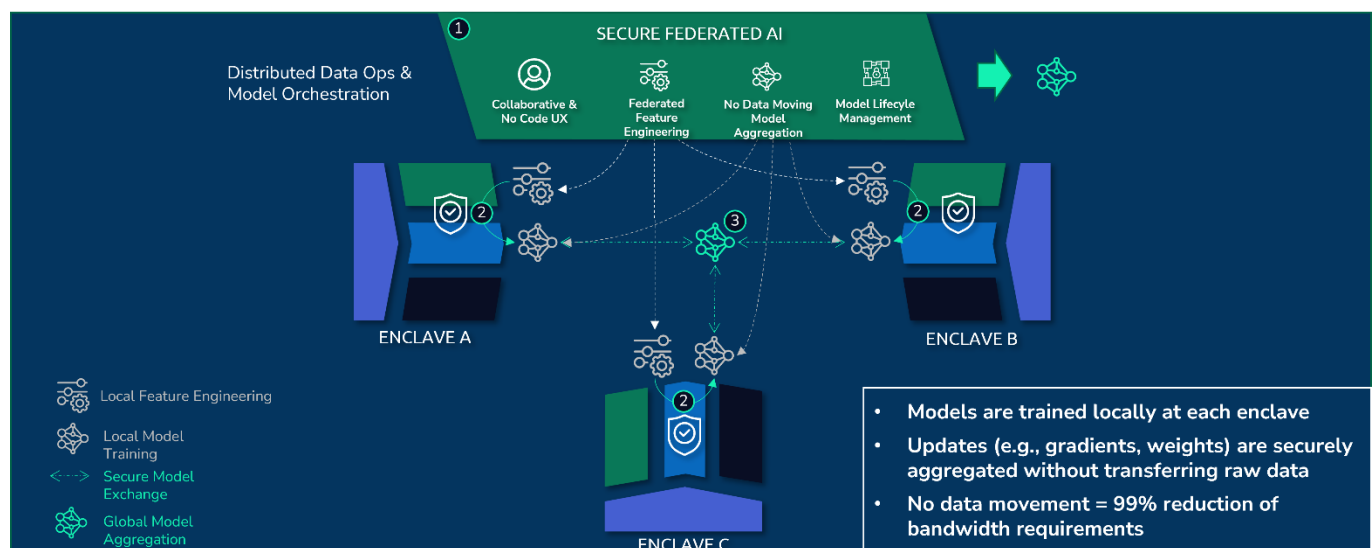 1
SECURE FEDERATED AI
Distributed Data Ops &
Model Orchestration
Collaborative &
No Code UX
Federated
Feature
Engineering
No Data Moving
Model
Aggregation
Model Lifecyle
Management
2
2
3
ENCLAVE A
ENCLAVE B
2
ENCLAVE C
Local Feature Engineering
Local Model
Training
Secure Model
Exchange
Global Model
Aggregation
• Models are trained locally at each enclave
• Updates (e.g., gradients, weights) are securely
aggregated without transferring raw data
• No data movement = 99% reduction of
bandwidth requirements